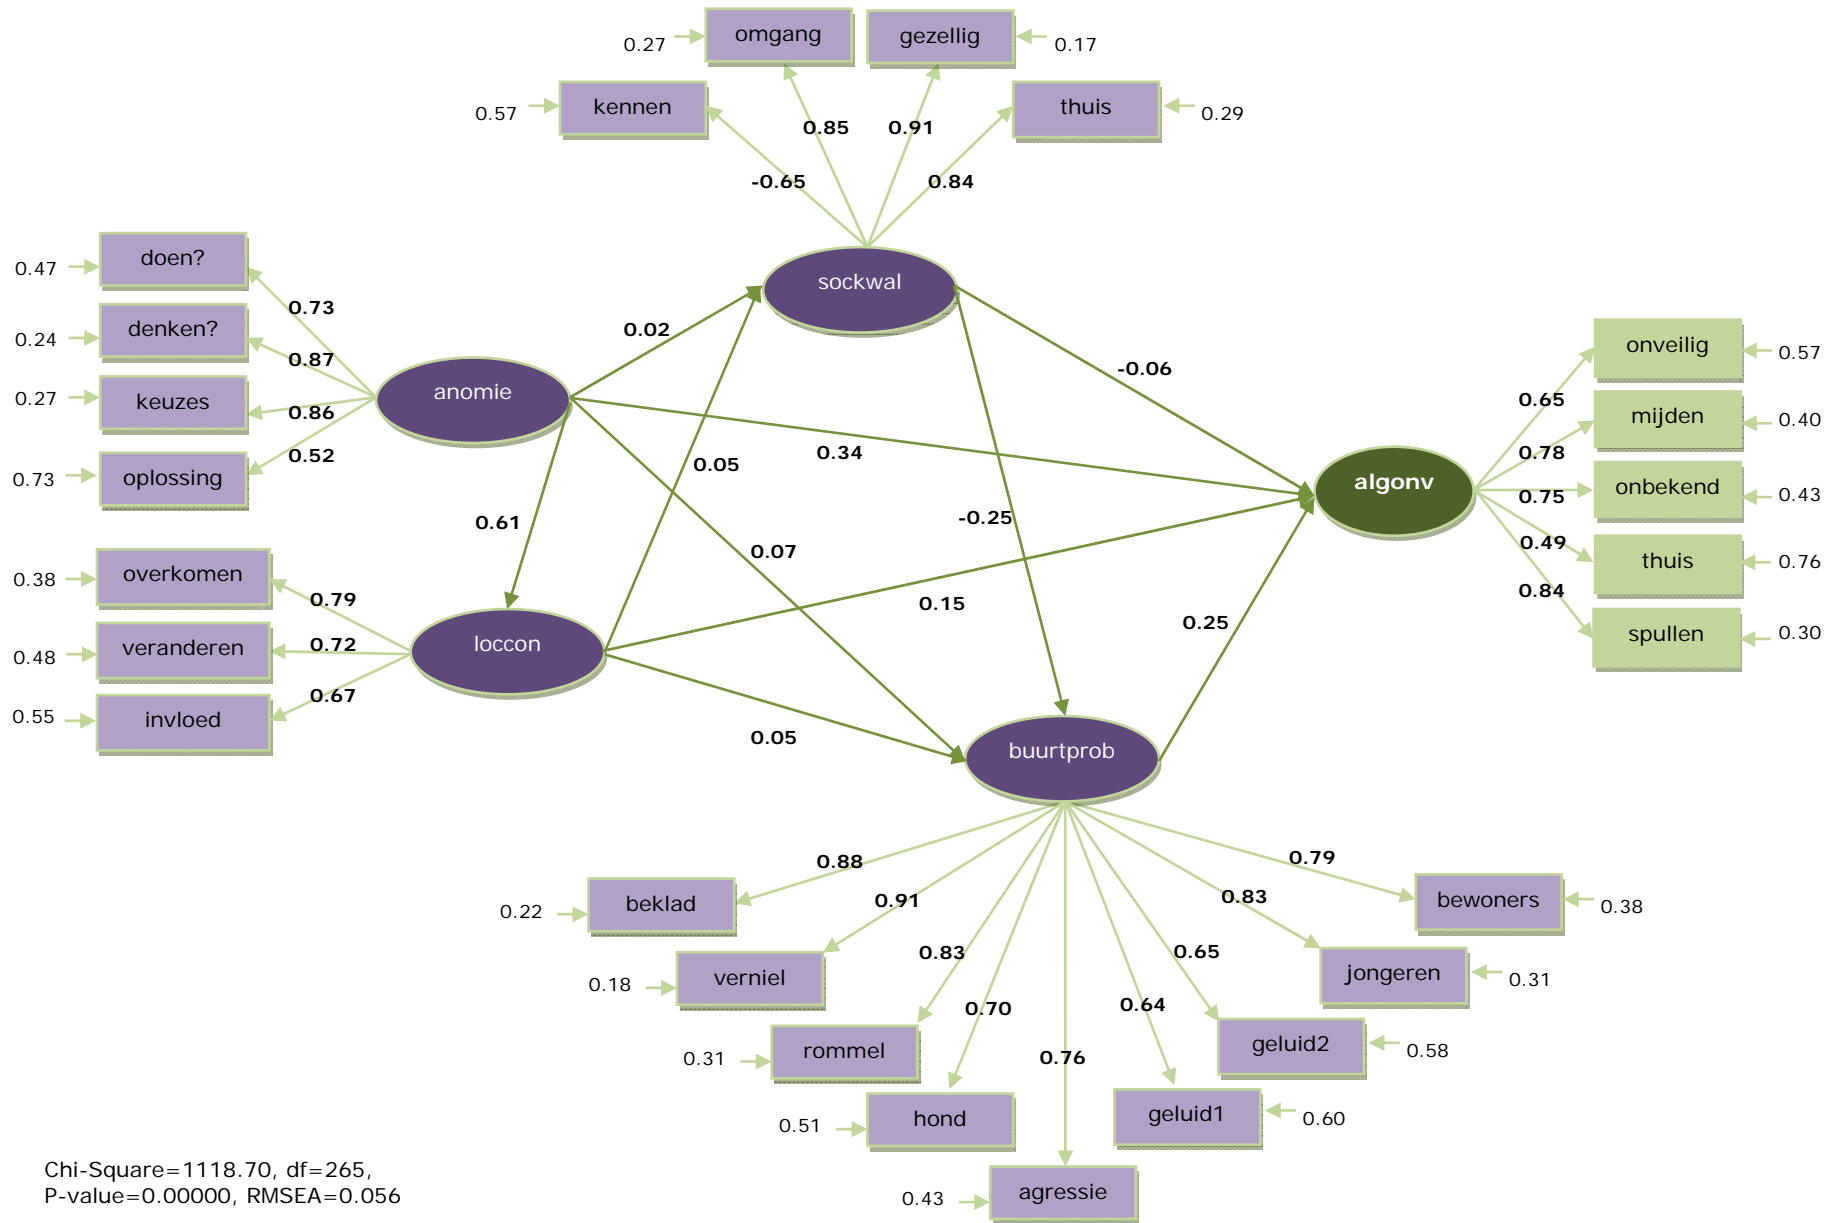 omgang
gezellig
0.27
0.17
kennen
thuis
0.57
0.29
0.85
0.91
-0.65
0.84
doen?
0.47
denken?
0.24
keuzes
0.27
oplossing
0.73
0.73
0.87
0.86
0.52
anomie
sockwal
0.02
-0.06
0.34
0.05
0.61
0.07
-0.25
0.15
0.25
0.05
algonv
onveilig
0.57
mijden
0.40
onbekend
0.43
thuis
0.76
spullen
0.30
0.65
0.78
0.75
0.49
0.84
overkomen
0.38
veranderen
0.48
invloed
0.55
0.79
0.72
0.67
loccon
buurtprob
0.88
0.91
0.83
0.70
0.76
0.64
0.65
0.83
0.79
beklad
0.22
verniel
0.18
rommel
0.31
hond
0.51
agressie
0.43
geluid1
0.60
geluid2
0.58
jongeren
0.31
bewoners
0.38
Chi-Square=1118.70, df=265,
P-value=0.00000, RMSEA=0.056